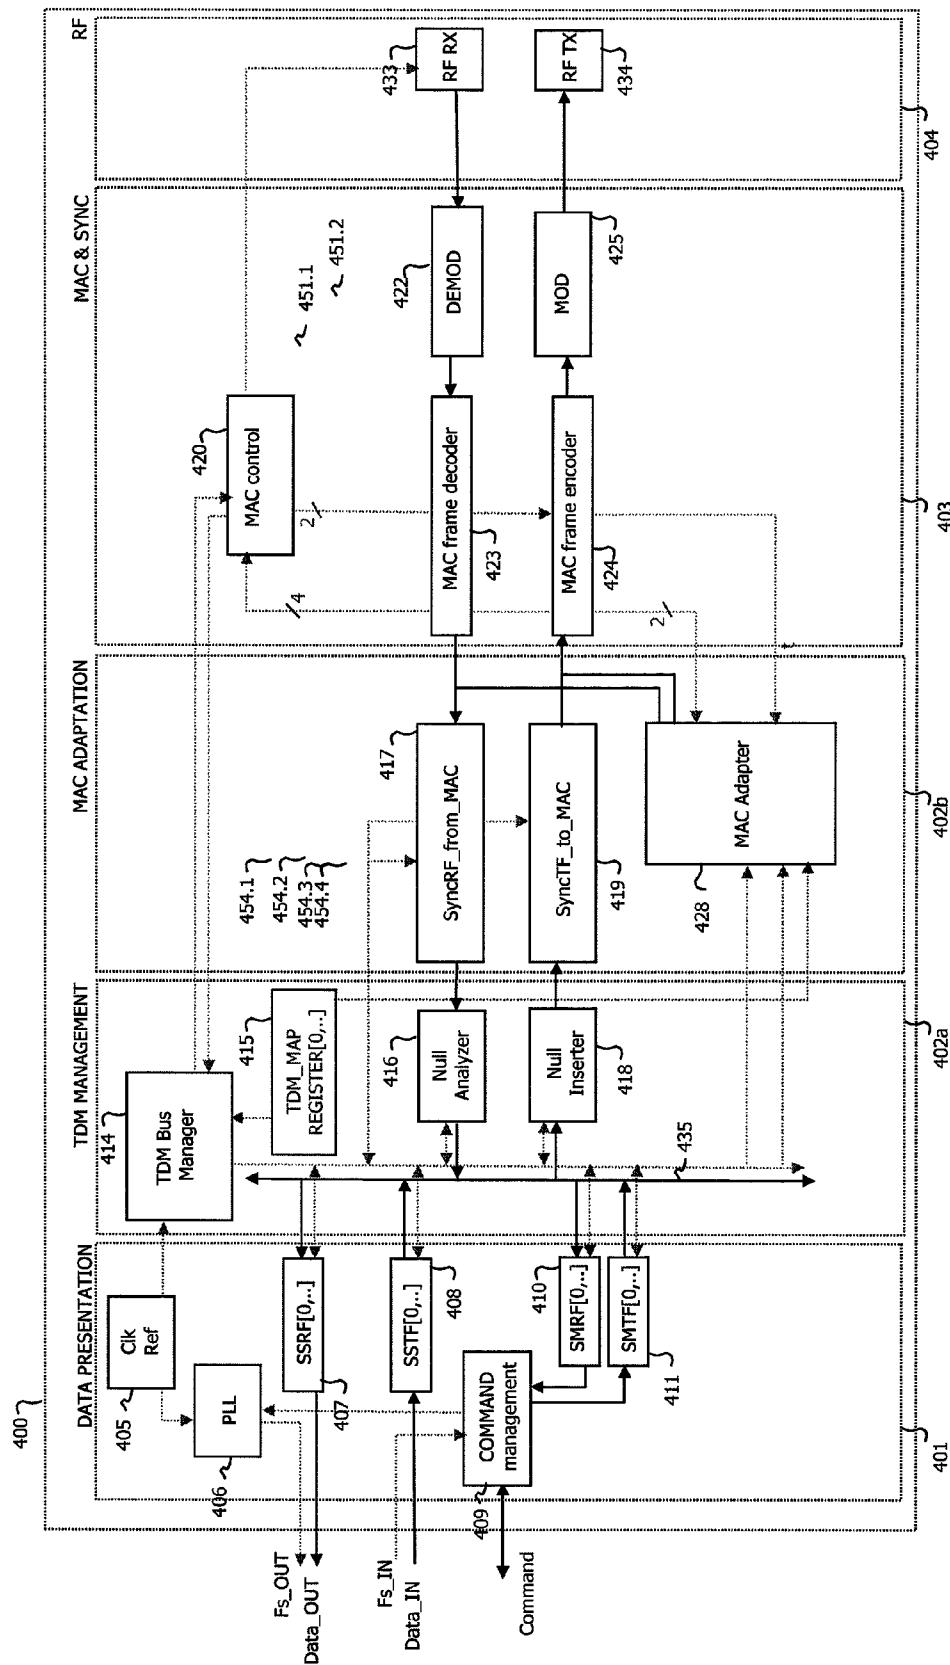 400
DATA PRESENTATION
TDM MANAGEMENT
MAC ADAPTATION
MAC & SYNC
RF
Clk
Ref
405
PLL
406
Fs_OUT
Data_OUT
SSRF[0,..]
407
Fs_IN
Data_IN
SSTF[0,..]
408
COMMAND
management
409
Command
SMRF[0,..]
410
SMTF[0,..]
411
401
TDM Bus
Manager
414
TDM_MAP
REGISTER[0,..]
415
Null
Analyzer
416
Null
Inserter
418
435
402a
454.1
454.2
454.3
454.4
SyncRF_from_MAC
417
SyncTF_to_MAC
419
MAC Adapter
428
402b
MAC control
420
4
2
2
451.1
451.2
MAC frame decoder
423
MAC frame encoder
424
DEMOD
422
MOD
425
403
RF RX
433
RF TX
434
404